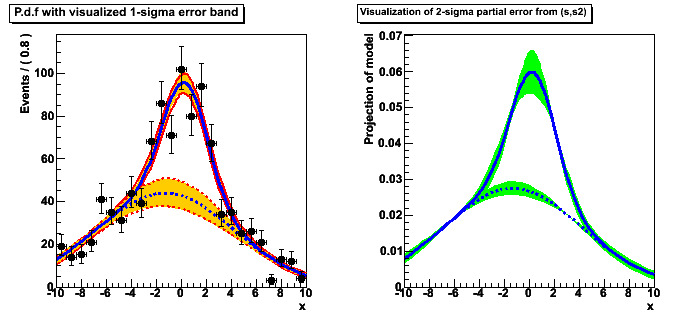 P.d.f with visualized 1-sigma error band
Events / ( 0.8 )
100
80
60
40
20
0
-10 -8 -6 -4 -2 0 2 4 6 8 10
x
Visualization of 2-sigma partial error from (s,s2)
Projection of model
0.07
0.06
0.05
0.04
0.03
0.02
0.01
0
-10 -8 -6 -4 -2 0 2 4 6 8 10
x